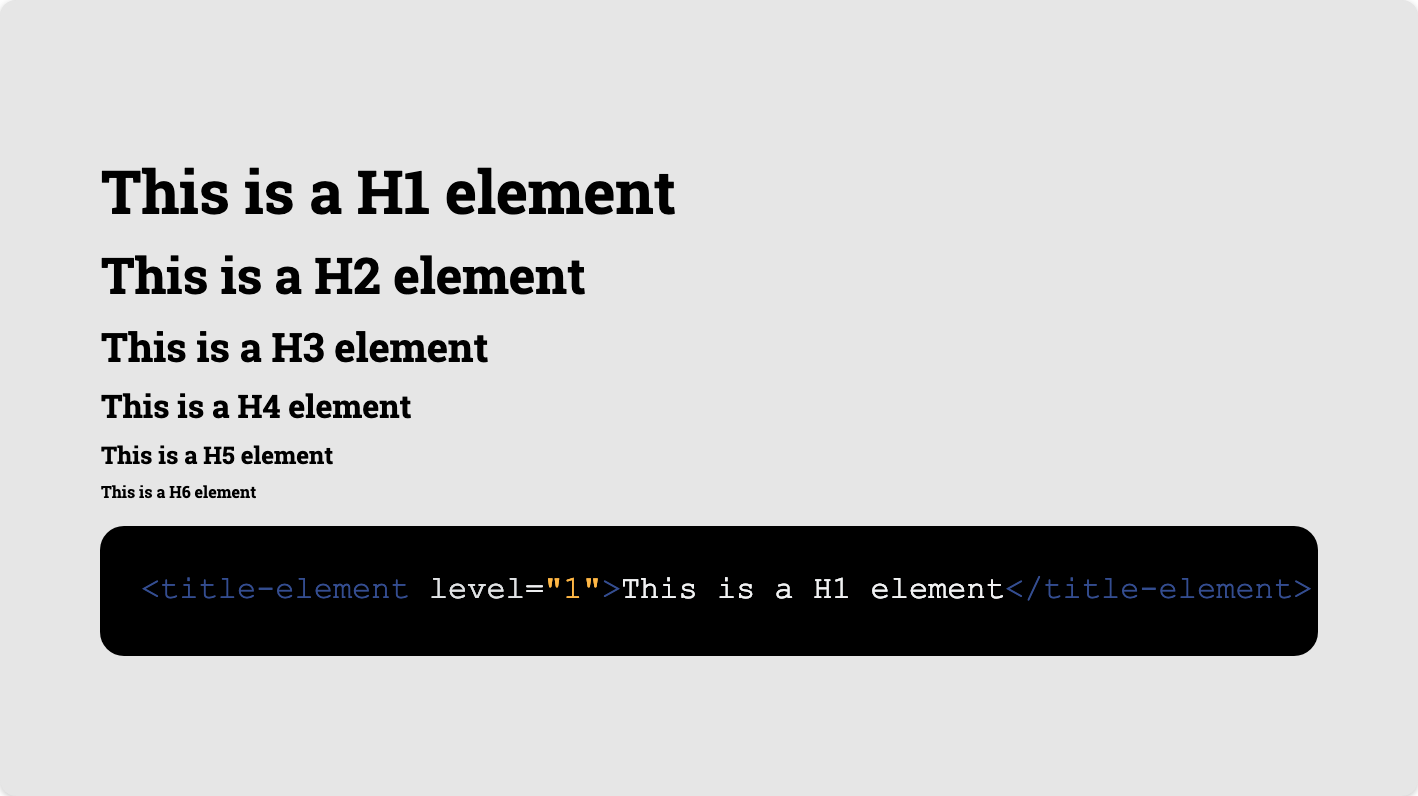 This is a H1 element
This is a H2 element
This is a H3 element
This is a H4 element
This is a H5 element
This is a H6 element
<title-element level="1">This is a H1 element</title-element>